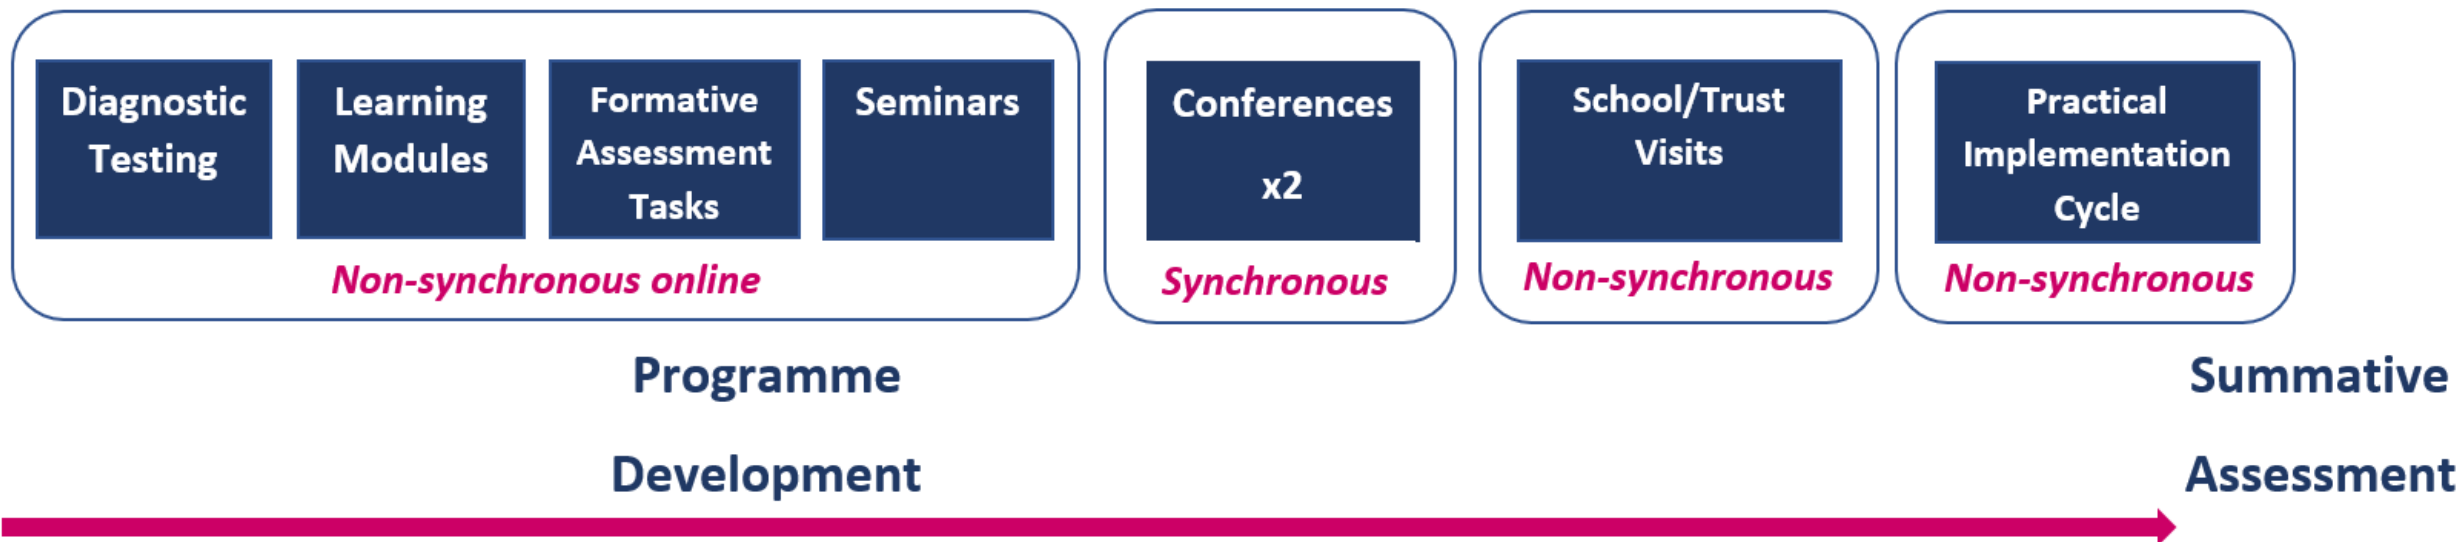 Diagnostic
Testing
Learning
Modules
Formative
Assessment
Tasks
Seminars
Non-synchronous online
Conferences
x2
Synchronous
School/Trust
Visits
Non-synchronous
Practical
Implementation
Cycle
Non-synchronous
Programme
Development
Summative
Assessment